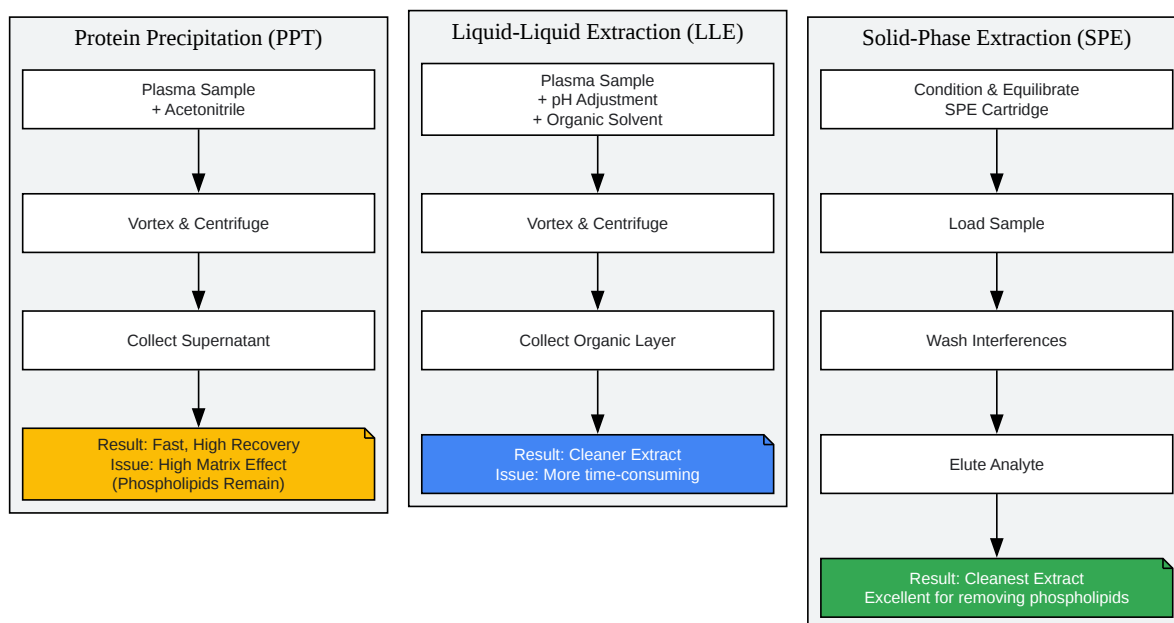 Protein Precipitation (PPT)
Plasma Sample
+ Acetonitrile
Vortex & Centrifuge
Collect Supernatant
Result: Fast, High Recovery
Issue: High Matrix Effect
(Phospholipids Remain)
Liquid-Liquid Extraction (LLE)
Plasma Sample
+ pH Adjustment
+ Organic Solvent
Vortex & Centrifuge
Collect Organic Layer
Result: Cleaner Extract
Issue: More time-consuming
Solid-Phase Extraction (SPE)
Condition & Equilibrate
SPE Cartridge
Load Sample
Wash Interferences
Elute Analyte
Result: Cleanest Extract
Excellent for removing phospholipids